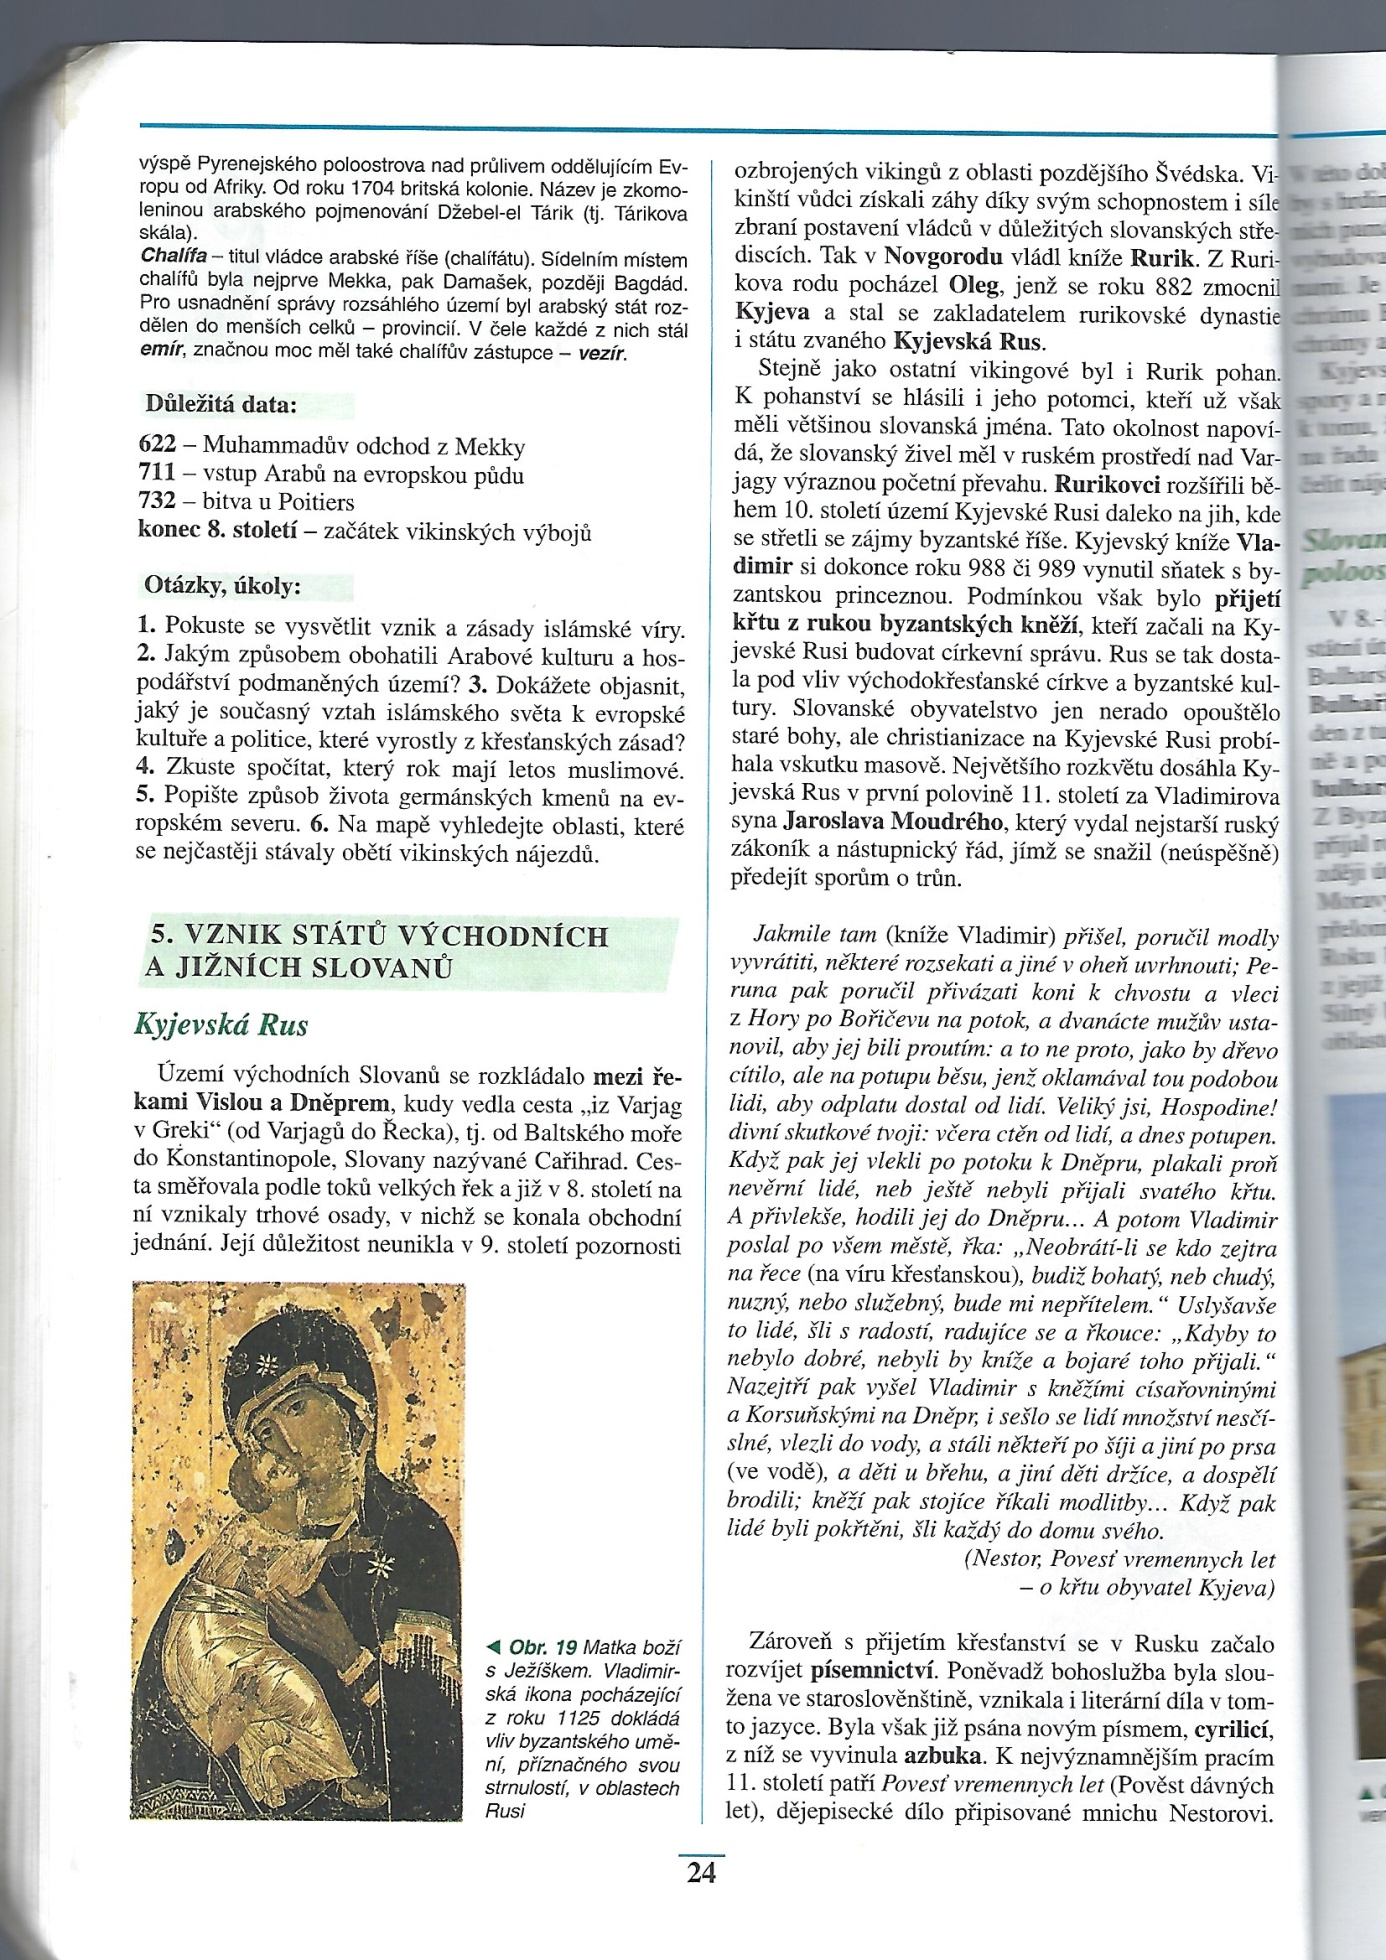 výspě Pyrenejského poloostrova nad průlivem oddělujícím Ev-
ropu od Afriky. Od roku 1704 britská kolonie. Název je zkomo-
leninou arabského pojmenování Džebel-el Tárik (tj. Tárikova
skála).
Chalífa – titul vládce arabské říše (chalífátu). Sídelním místem
chalífů byla nejprve Mekka, pak Damašek, později Bagdád.
Pro usnadnění správy rozsáhlého území byl arabský stát roz-
dělen do menších celků – provincií. V čele každé z nich stál
emír, značnou moc měl také chalífův zástupce – vezír.
Důležitá data:
622 – Muhammadův odchod z Mekky
711 – vstup Arabů na evropskou půdu
732 – bitva u Poitiers
konec 8. století – začátek vikinských výbojů
Otázky, úkoly:
1. Pokuste se vysvětlit vznik a zásady islámské víry.
2. Jakým způsobem obohatili Arabové kulturu a hos-
podářství podmaněných území? 3. Dokážete objasnit,
jaký je současný vztah islámského světa k evropské
kultuře a politice, které vyrostly z křesťanských zásad?
4. Zkuste spočítat, který rok mají letos muslimové.
5. Popište způsob života germánských kmenů na ev-
ropském severu. 6. Na mapě vyhledejte oblasti, které
se nejčastěji stávaly obětí vikinských nájezdů.
5. VZNIK STÁTŮ VÝCHODNÍCH
A JIŽNÍCH SLOVANŮ
Kyjevská Rus
Území východních Slovanů se rozkládalo mezi ře-
kami Vislou a Dněprem, kudy vedla cesta „iz Varjag
v Greki“ (od Varjagů do Řecka), tj. od Baltského moře
do Konstantinopole, Slovany nazývané Cařihrad. Ces-
ta směřovala podle toků velkých řek a již v 8. století na
ní vznikaly trhové osady, v nichž se konala obchodní
jednání. Její důležitost neunikla v 9. století pozornosti
◄ Obr. 19 Matka boží
s Ježíškem. Vladimir-
ská ikona pocházející
z roku 1125 dokládá
vliv byzantského umě-
ní, příznačného svou
strnulostí, v oblastech
Rusi
ozbrojených vikingů z oblasti pozdějšího Švédska. Vi-
kinští vůdci získali záhy díky svým schopnostem i síle
zbraní postavení vládců v důležitých slovanských stře-
discích. Tak v Novgorodu vládl kníže Rurik. Z Ruri-
kova rodu pocházel Oleg, jenž se roku 882 zmocnil
Kyjeva a stal se zakladatelem rurikovské dynastie
i státu zvaného Kyjevská Rus.
Stejně jako ostatní vikingové byl i Rurik pohan.
K pohanství se hlásili i jeho potomci, kteří už však
měli většinou slovanská jména. Tato okolnost napoví-
dá, že slovanský živel měl v ruském prostředí nad Var-
jagy výraznou početní převahu. Rurikovci rozšířili bě-
hem 10. století území Kyjevské Rusi daleko na jih, kde
se střetli se zájmy byzantské říše. Kyjevský kníže Vla-
dimir si dokonce roku 988 či 989 vynutil sňatek s by-
zantskou princeznou. Podmínkou však bylo přijetí
křtu z rukou byzantských kněží, kteří začali na Ky-
jevské Rusi budovat církevní správu. Rus se tak dosta-
la pod vliv východokřesťanské církve a byzantské kul-
tury. Slovanské obyvatelstvo jen nerado opouštělo
staré bohy, ale christianizace na Kyjevské Rusi probí-
hala vskutku masově. Největšího rozkvětu dosáhla Ky-
jevská Rus v první polovině 11. století za Vladimirova
syna Jaroslava Moudrého, který vydal nejstarší ruský
zákoník a nástupnický řád, jímž se snažil (neúspěšně)
předejít sporům o trůn.
Jakmile tam (kníže Vladimir) přišel, poručil modly
vyvrátiti, některé rozsekati a jiné v oheň uvrhnouti; Pe-
runa pak poručil přivázati koni k chvostu a vleci
z Hory po Bořičevu na potok, a dvanácte mužův usta-
novil, aby jej bili proutím: a to ne proto, jako by dřevo
cítilo, ale na potupu běsu, jenž oklamával tou podobou
lidi, aby odplatu dostal od lidí. Veliký jsi, Hospodine!
divní skutkové tvoji: včera ctěn od lidí, a dnes potupen.
Když pak jej vlekli po potoku k Dněpru, plakali proň
nevěrní lidé, neb ještě nebyli přijali svatého křtu.
A přivlekše, hodili jej do Dněpru... A potom Vladimir
poslal po všem městě, řka: „Neobrátí-li se kdo zejtra
na řece (na víru křesťanskou), budiž bohatý, neb chudý,
nuzný, nebo služebný, bude mi nepřítelem.“ Uslyšavše
to lidé, šli s radostí, radujíce se a řkouce: „Kdyby to
nebylo dobré, nebyli by kníže a bojaré toho přijali.“
Nazejtří pak vyšel Vladimir s kněžími císařovninými
a Korsuňskými na Dněpr, i sešlo se lidí množství nesčí-
slné, vlezli do vody, a stáli někteří po šíji a jiní po prsa
(ve vodě), a děti u břehu, a jiní děti držíce, a dospělí
brodili; kněží pak stojíce říkali modlitby... Když pak
lidé byli pokřtěni, šli každý do domu svého.
(Nestor, Povesť vremennych let
– o křtu obyvatel Kyjeva)
Zároveň s přijetím křesťanství se v Rusku začalo
rozvíjet písemnictví. Poněvadž bohoslužba byla slou-
žena ve staroslověnštině, vznikala i literární díla v tom-
to jazyce. Byla však již psána novým písmem, cyrilicí,
z níž se vyvinula azbuka. K nejvýznamnějším pracím
11. století patří Povesť vremennych let (Pověst dávných
let), dějepisecké dílo připisované mnichu Nestorovi.
24